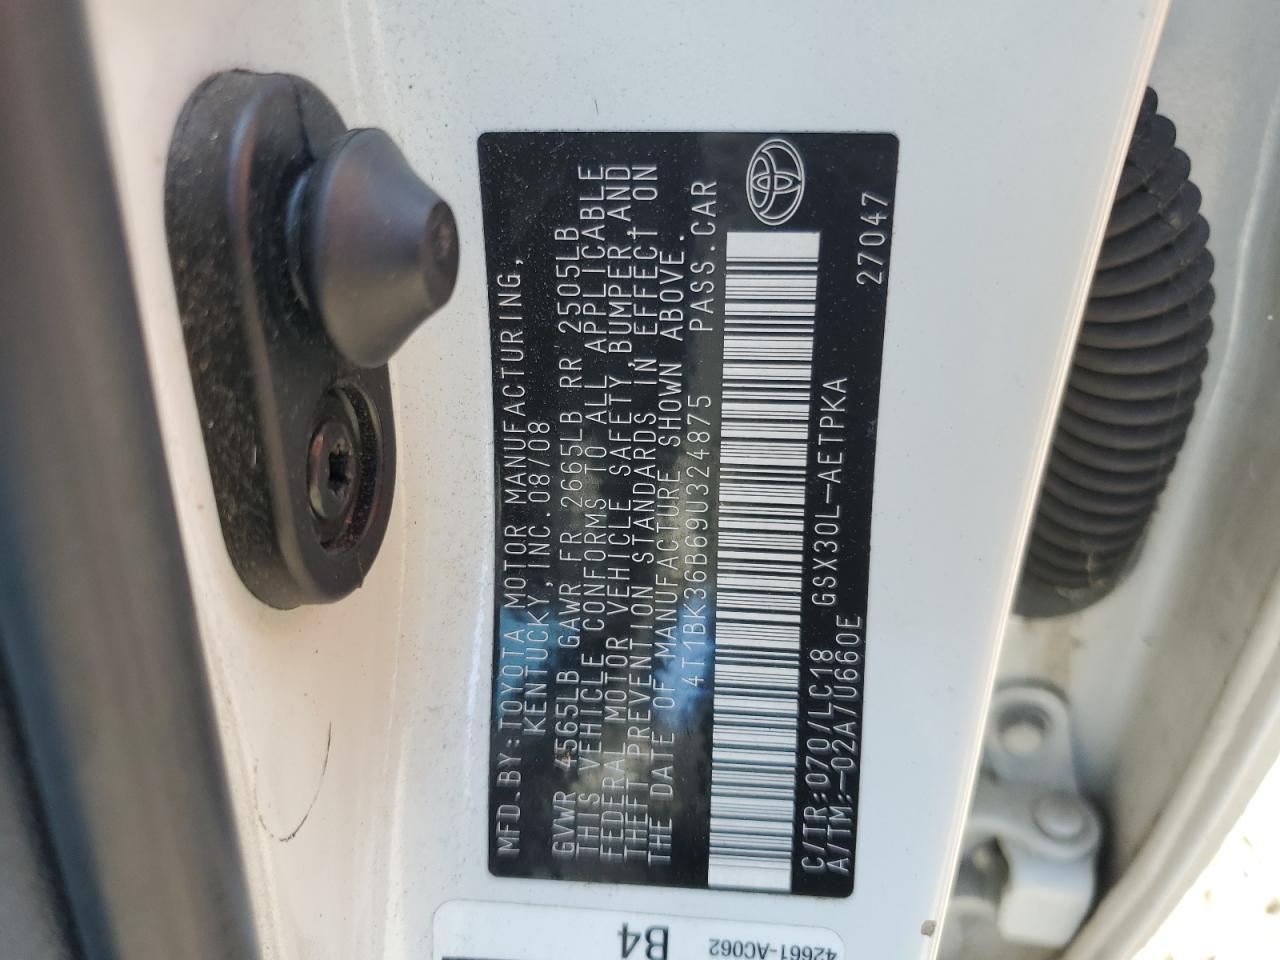 MFD.BY:TOYOTA MOTOR MANUFACTURING,
KENTUCKY, INC. 08/08
GVWR 4565LB GAWR FR 2665LB RR 2505LB
THIS VEHICLE CONFORMS TO ALL APPLICABLE
FEDERAL MOTOR VEHICLE SAFETY, BUMPER, AND
THEFT PREVENTION STANDARDS IN EFFECT ON
THE DATE OF MANUFACTURE SHOWN ABOVE.
4T1BK36B69U324875 PASS.CAR
C/TR:070/LC18 GSX30L-AETPKA
A/TM:-02A/U660E 27047
B4
42661-AC062